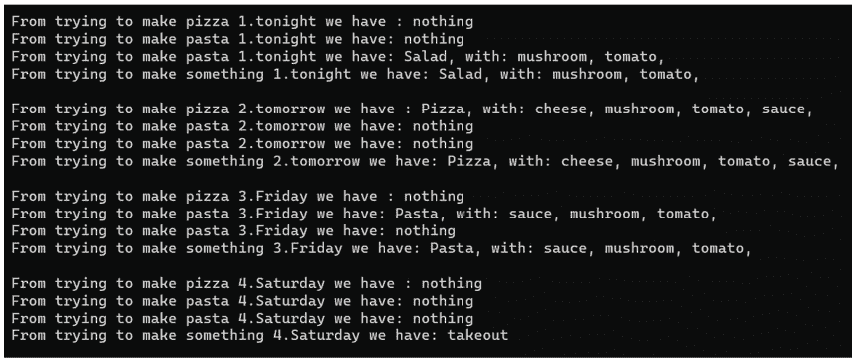 From trying to make pizza 1.tonight we have : nothing
From trying to make pasta 1.tonight we have: nothing
From trying to make pasta 1.tonight we have: Salad, with: mushroom, tomato,
From trying to make something 1.tonight we have: Salad, with: mushroom, tomato,
From trying to make pizza 2.tomorrow we have : Pizza, with: cheese, mushroom, tomato, sauce,
From trying to make pasta 2.tomorrow we have: nothing
From trying to make pasta 2.tomorrow we have: nothing
From trying to make something 2.tomorrow we have: Pizza, with: cheese, mushroom, tomato, sauce,
From trying to make pizza 3.Friday we have : nothing
From trying to make pasta 3.Friday we have: Pasta, with: sauce, mushroom, tomato,
From trying to make pasta 3.Friday we have: nothing
From trying to make something 3.Friday we have: Pasta, with: sauce, mushroom, tomato,
From trying to make pizza 4.Saturday we have : nothing
From trying to make pasta 4.Saturday we have: nothing
From trying to make pasta 4.Saturday we have: nothing
From trying to make something 4.Saturday we have: takeout